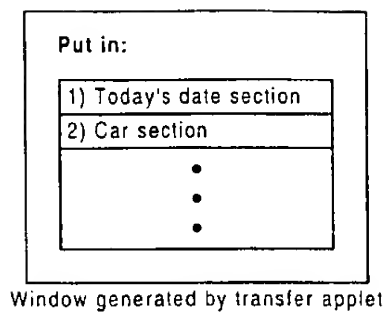 Put in:
1) Today's date section
2) Car section
Window generated by transfer applet